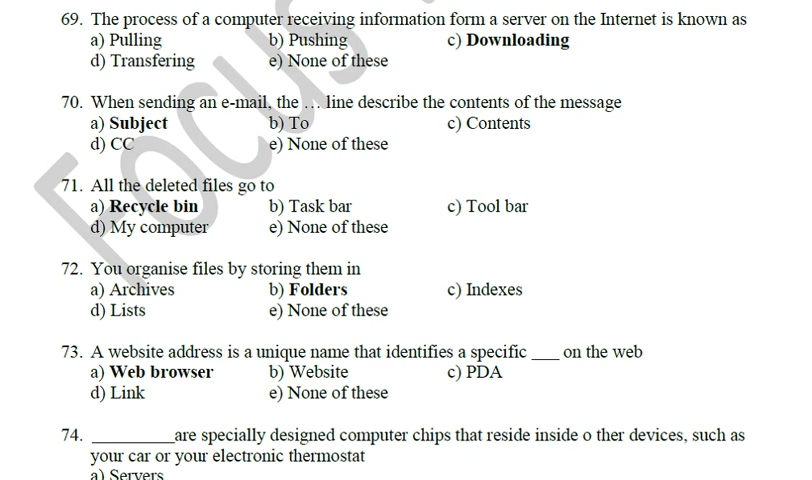 69. The process of a computer receiving information form a server on the Internet is known as
a) Pulling b) Pushing c) Downloading
d) Transfering e) None of these
70. When sending an e-mail, the … line describe the contents of the message
a) Subject b) To c) Contents
d) CC e) None of these
71. All the deleted files go to
a) Recycle bin b) Task bar c) Tool bar
d) My computer e) None of these
72. You organise files by storing them in
a) Archives b) Folders c) Indexes
d) Lists e) None of these
73. A website address is a unique name that identifies a specific ___ on the web
a) Web browser b) Website c) PDA
d) Link e) None of these
74. _________are specially designed computer chips that reside inside o ther devices, such as
your car or your electronic thermostat
a) Servers
Focus